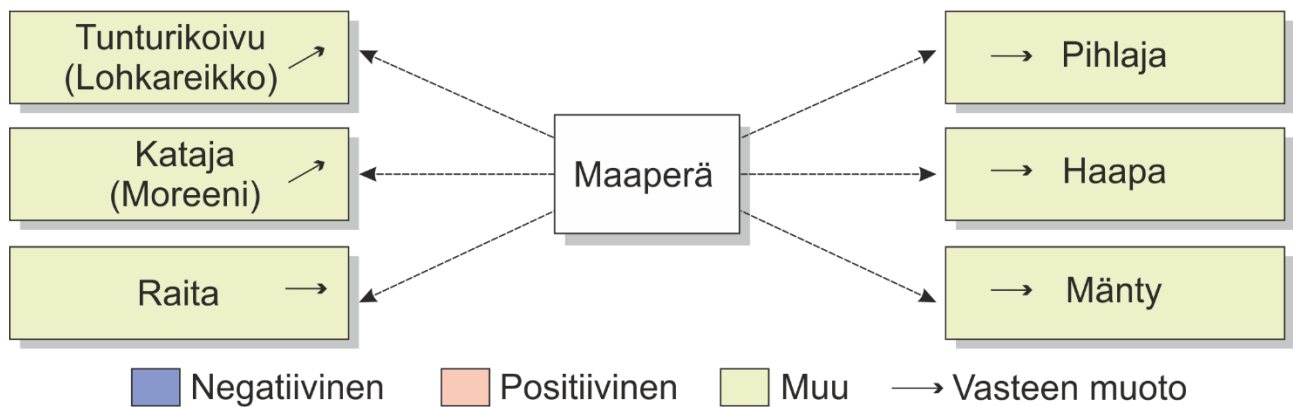 Tunturikoivu
(Lohkareikko)
Kataja
(Moreeni)
Raita
Maaperä
Pihlaja
Haapa
Mänty
Negatiivinen
Positiivinen
Muu
Vasteen muoto